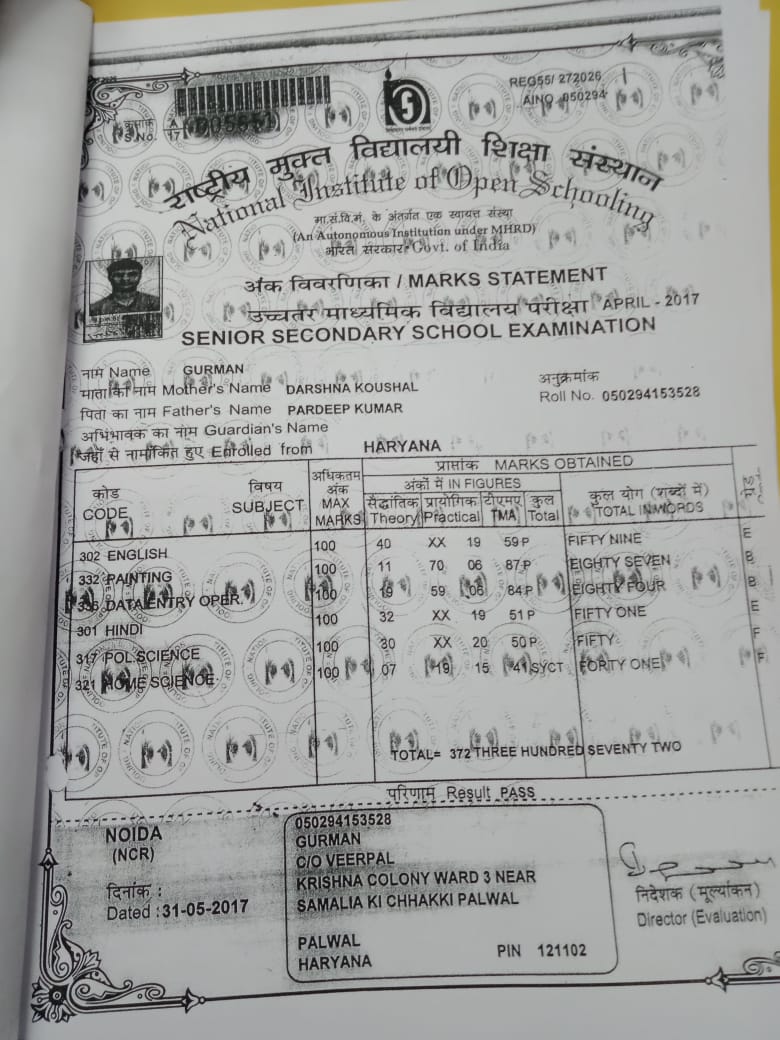 REG55/ 272026 1
AINO. 050294
क्रमांक
S.No.
A
17
राष्ट्रीय मुक्त विद्यालयी शिक्षा संस्थान
National Institute of Open Schooling
मा.सं.वि.मं. के अंतर्गत एक स्वायत्त संस्था
(An Autonomous Institution under MHRD)
भारत सरकार Govt. of India
अंक विवरणिका / MARKS STATEMENT
उच्चतर माध्यमिक विद्यालय परीक्षा APRIL - 2017
SENIOR SECONDARY SCHOOL EXAMINATION
नाम Name GURMAN
माता का नाम Mother's Name DARSHNA KOUSHAL
पिता का नाम Father's Name PARDEEP KUMAR
अनुक्रमांक
Roll No. 050294153528
अभिभावक का नाम Guardian's Name
जहाँ से नामांकित हुए Enrolled from HARYANA
कोड
CODE
विषय
SUBJECT
अधिकतम
अंक
MAX
MARKS
प्राप्तांक MARKS OBTAINED
अंकों में IN FIGURES
सैद्धांतिक प्रायोगिक टीएमए कुल
Theory Practical TMA Total
कुल योग (शब्दों में)
TOTAL IN WORDS
302 ENGLISH 100 40 XX 19 59 P FIFTY NINE E
332 PAINTING 100 11 70 06 87 P EIGHTY SEVEN B
DATA ENTRY OPER. 100 19 59 06 84 P EIGHTY FOUR B
301 HINDI 100 32 XX 19 51 P FIFTY ONE E
317 POL.SCIENCE 100 30 XX 20 50 P FIFTY F
321 HOME SCIENCE 100 07 19 15 41 SYCT FORTY ONE F
TOTAL= 372 THREE HUNDRED SEVENTY TWO
परिणाम Result PASS
NOIDA
(NCR)
दिनांक :
Dated : 31-05-2017
050294153528
GURMAN
C/O VEERPAL
KRISHNA COLONY WARD 3 NEAR
SAMALIA KI CHHAKKI PALWAL
PALWAL
HARYANA PIN 121102
निदेशक (मूल्यांकन)
Director (Evaluation)